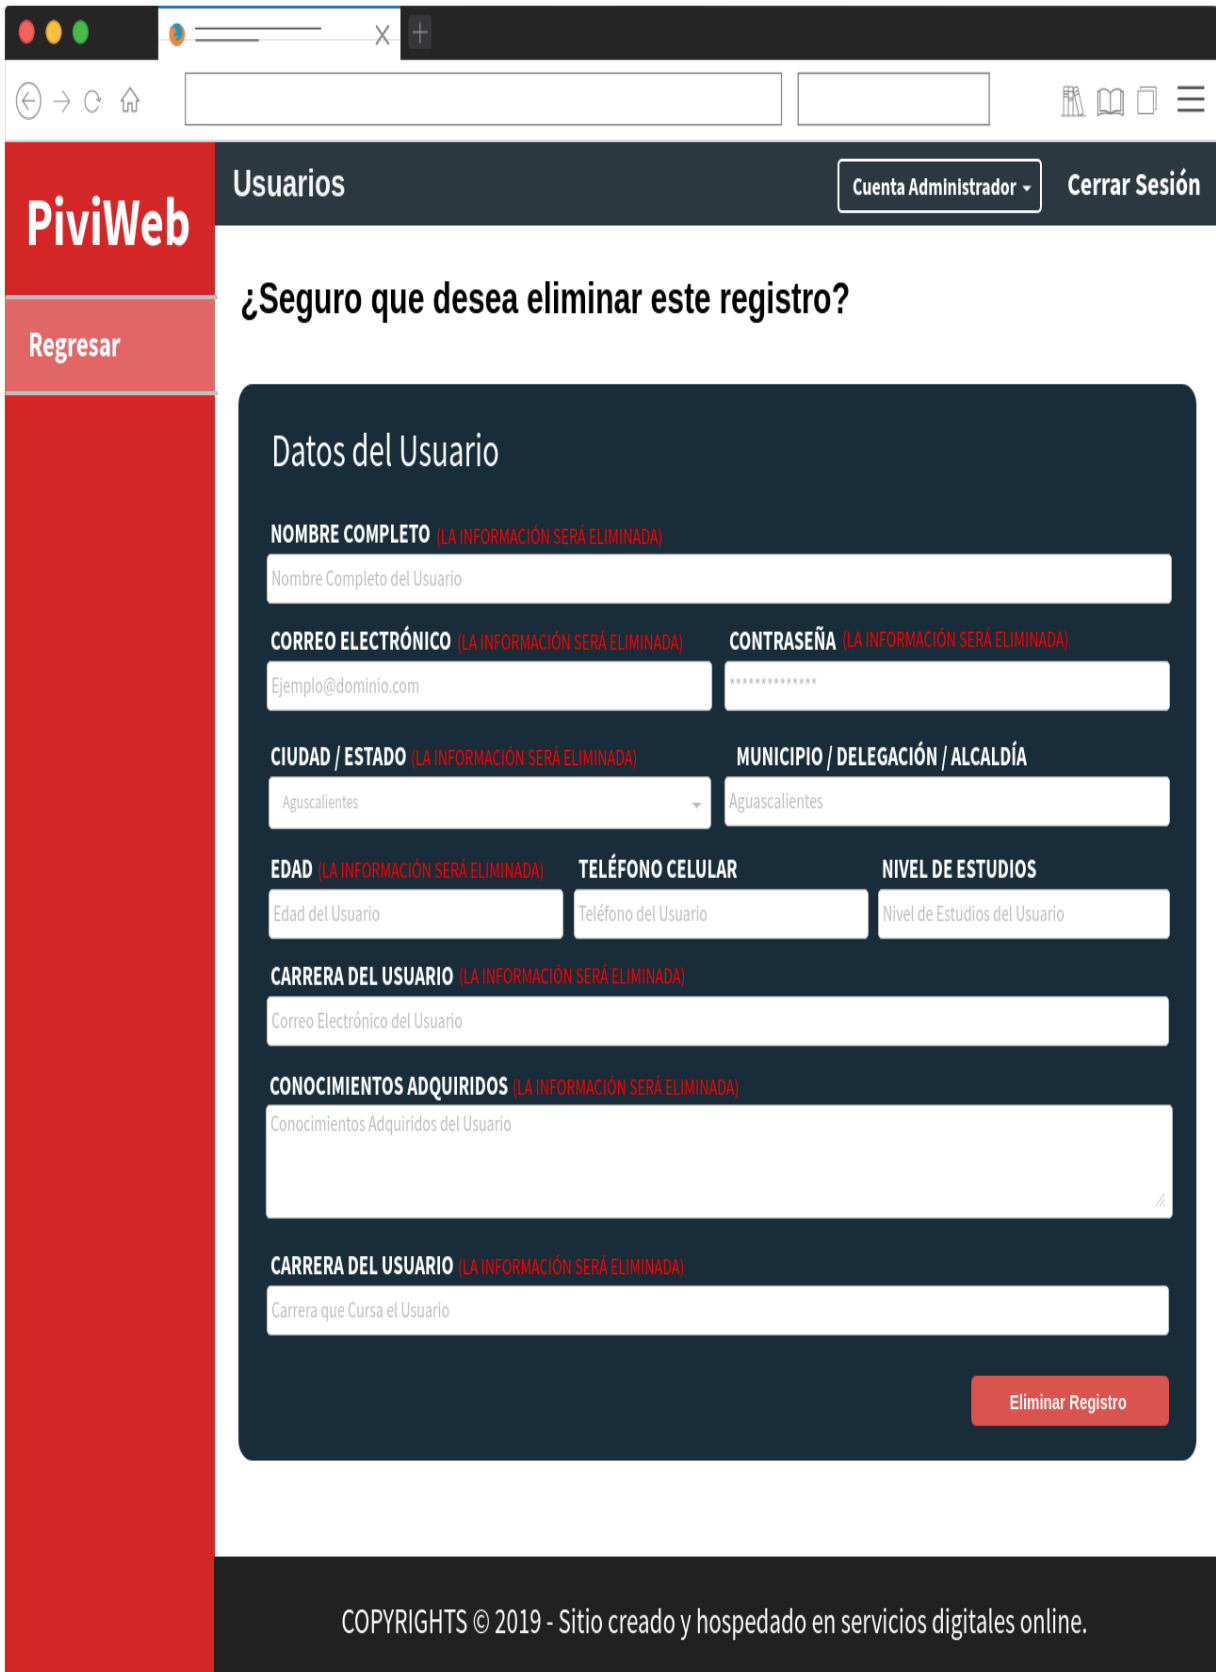 Usuarios
Cuenta Administrador
Cerrar Sesión
PiviWeb
Regresar
¿Seguro que desea eliminar este registro?
Datos del Usuario
NOMBRE COMPLETO (LA INFORMACIÓN SERÁ ELIMINADA)
Nombre Completo del Usuario
CORREO ELECTRÓNICO (LA INFORMACIÓN SERÁ ELIMINADA) CONTRASEÑA (LA INFORMACIÓN SERÁ ELIMINADA)
Ejemplo@dominio.com **************
CIUDAD / ESTADO (LA INFORMACIÓN SERÁ ELIMINADA) MUNICIPIO / DELEGACIÓN / ALCALDÍA
Aguscalientes Aguascalientes
EDAD (LA INFORMACIÓN SERÁ ELIMINADA) TELÉFONO CELULAR NIVEL DE ESTUDIOS
Edad del Usuario Teléfono del Usuario Nivel de Estudios del Usuario
CARRERA DEL USUARIO (LA INFORMACIÓN SERÁ ELIMINADA)
Correo Electrónico del Usuario
CONOCIMIENTOS ADQUIRIDOS (LA INFORMACIÓN SERÁ ELIMINADA)
Conocimientos Adquiridos del Usuario
CARRERA DEL USUARIO (LA INFORMACIÓN SERÁ ELIMINADA)
Carrera que Cursa el Usuario
Eliminar Registro
COPYRIGHTS © 2019 - Sitio creado y hospedado en servicios digitales online.